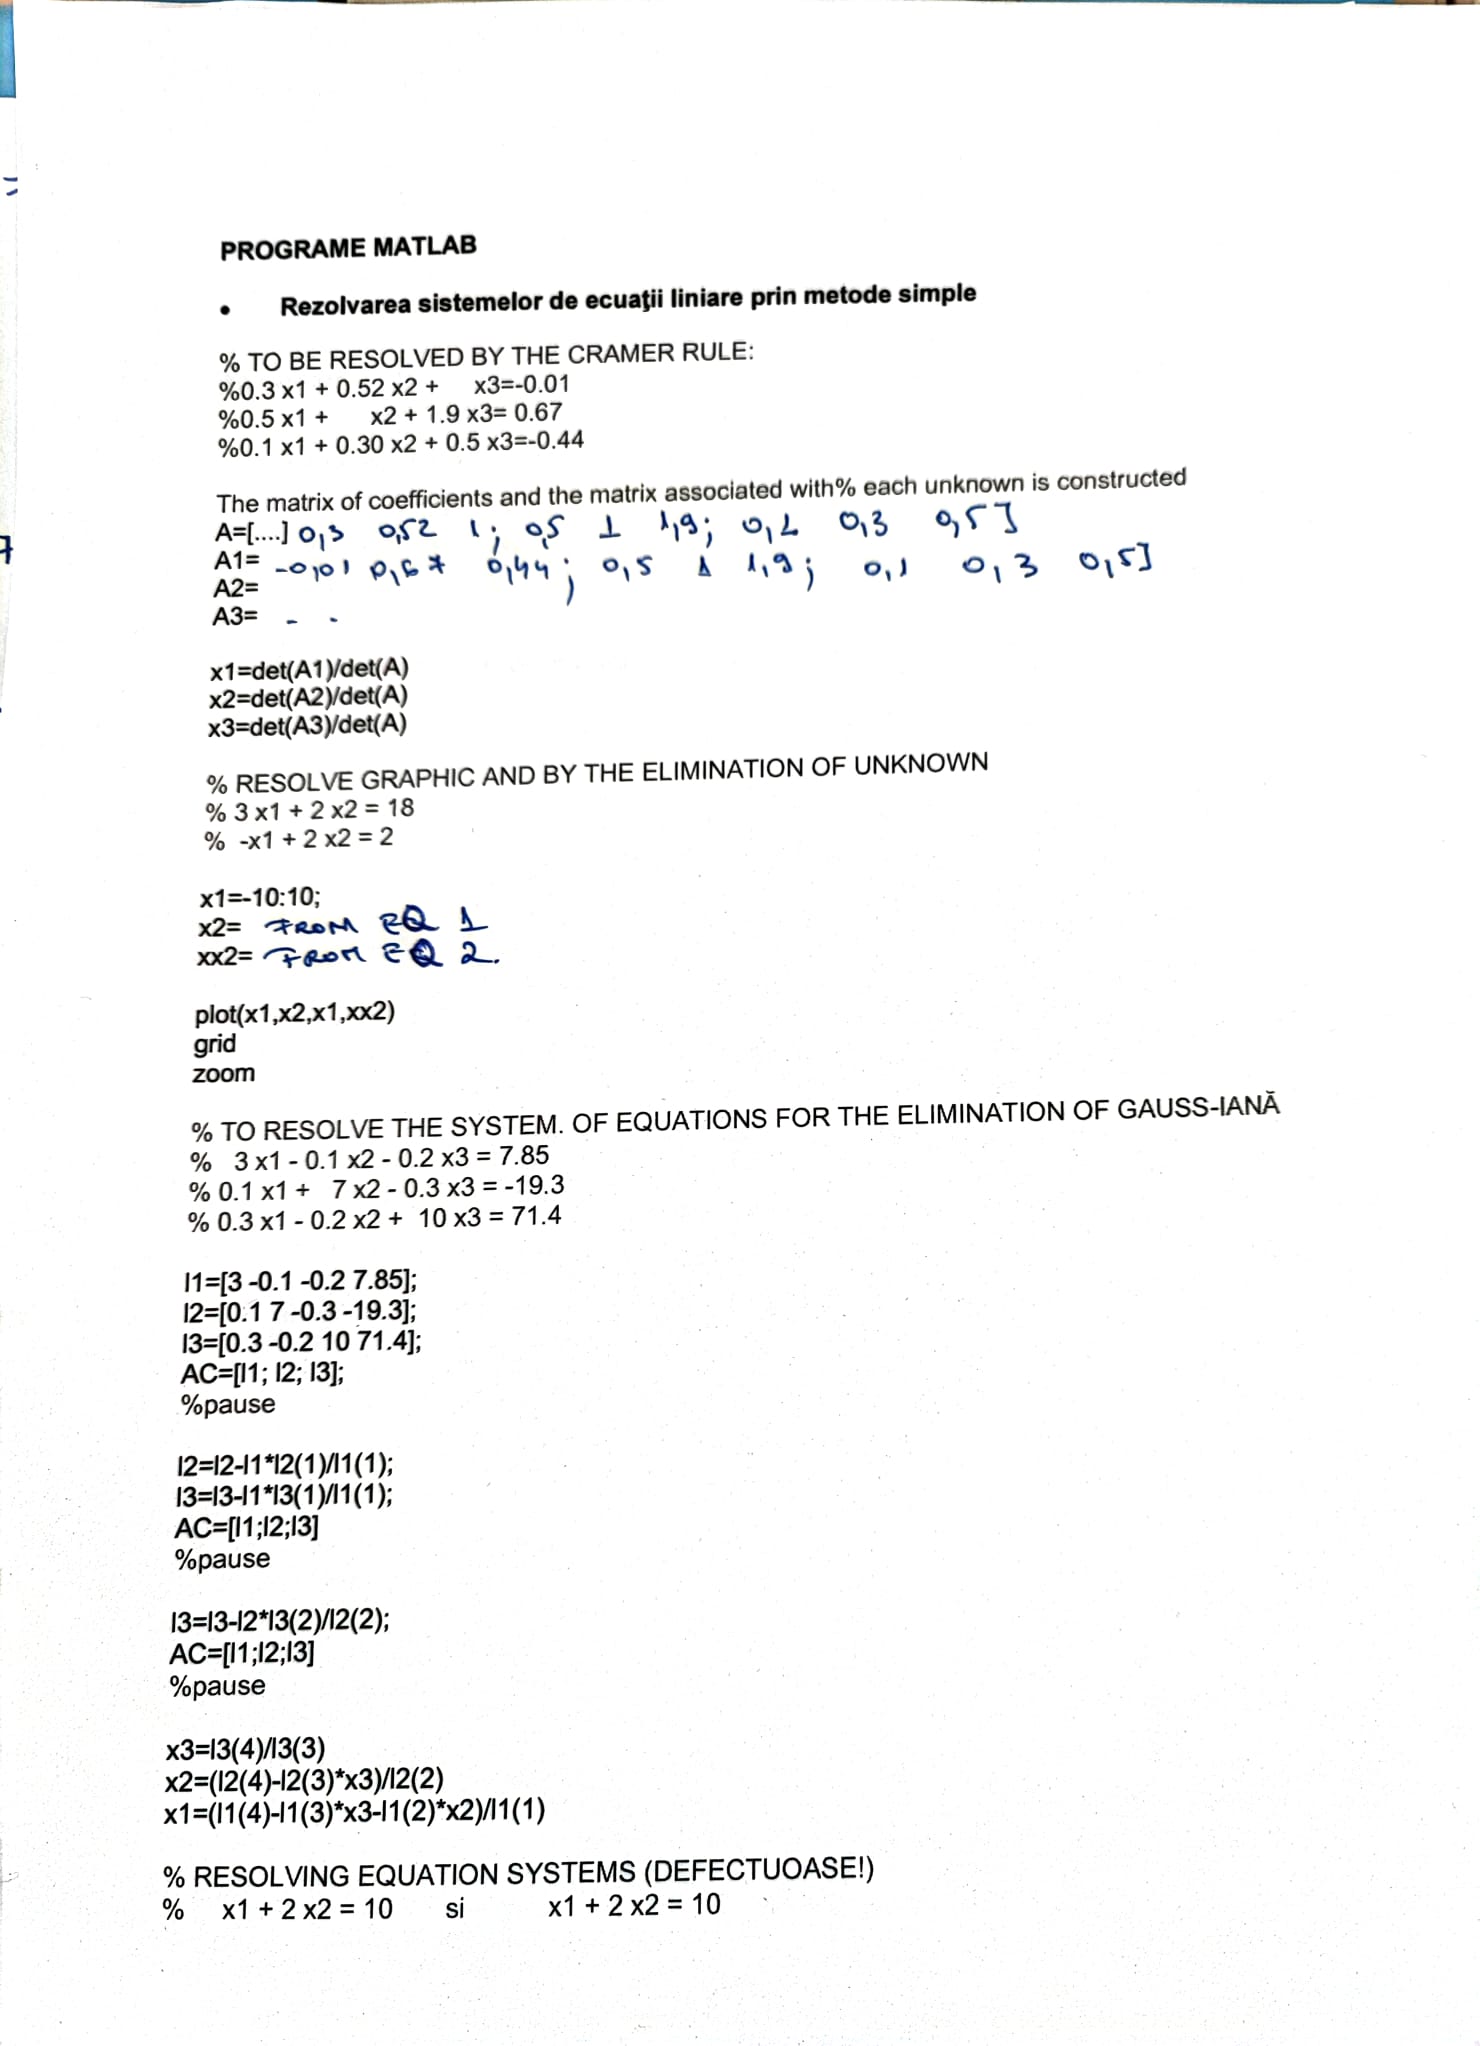 PROGRAME MATLAB
• Rezolvarea sistemelor de ecuaţii liniare prin metode simple
% TO BE RESOLVED BY THE CRAMER RULE:
%0.3 x1 + 0.52 x2 + x3=-0.01
%0.5 x1 + x2 + 1.9 x3= 0.67
%0.1 x1 + 0.30 x2 + 0.5 x3=-0.44
The matrix of coefficients and the matrix associated with% each unknown is constructed
A=[....] 0,3 0,52 1; 0,5 1 1,9; 0,1 0,3 0,5]
A1= -0,01 0,67 0,44; 0,5 1 1,9; 0,1 0,3 0,5]
A2=
A3= - -
x1=det(A1)/det(A)
x2=det(A2)/det(A)
x3=det(A3)/det(A)
% RESOLVE GRAPHIC AND BY THE ELIMINATION OF UNKNOWN
% 3 x1 + 2 x2 = 18
% -x1 + 2 x2 = 2
x1=-10:10;
x2= FROM EQ 1
xx2= FROM EQ 2.
plot(x1,x2,x1,xx2)
grid
zoom
% TO RESOLVE THE SYSTEM. OF EQUATIONS FOR THE ELIMINATION OF GAUSS-IANĂ
% 3 x1 - 0.1 x2 - 0.2 x3 = 7.85
% 0.1 x1 + 7 x2 - 0.3 x3 = -19.3
% 0.3 x1 - 0.2 x2 + 10 x3 = 71.4
l1=[3 -0.1 -0.2 7.85];
l2=[0.1 7 -0.3 -19.3];
l3=[0.3 -0.2 10 71.4];
AC=[l1; l2; l3];
%pause
l2=l2-l1*l2(1)/l1(1);
l3=l3-l1*l3(1)/l1(1);
AC=[l1;l2;l3]
%pause
l3=l3-l2*l3(2)/l2(2);
AC=[l1;l2;l3]
%pause
x3=l3(4)/l3(3)
x2=(l2(4)-l2(3)*x3)/l2(2)
x1=(l1(4)-l1(3)*x3-l1(2)*x2)/l1(1)
% RESOLVING EQUATION SYSTEMS (DEFECTUOASE!)
% x1 + 2 x2 = 10 si x1 + 2 x2 = 10